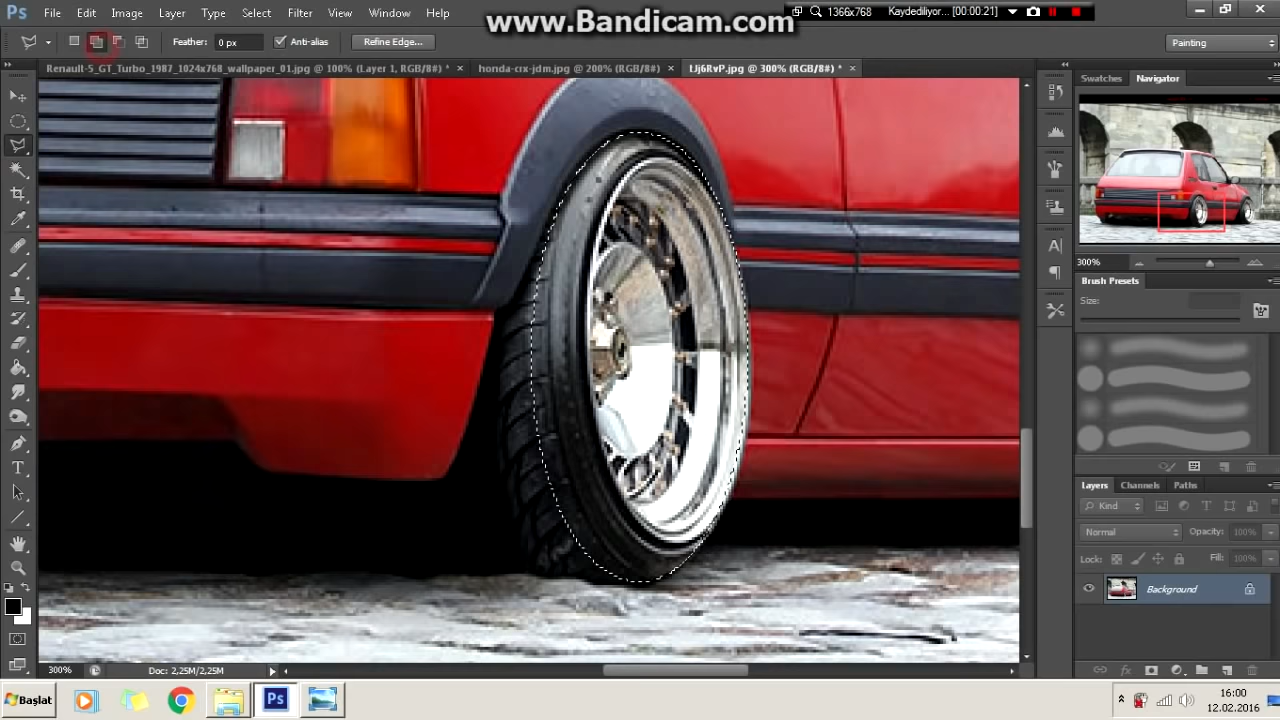 www.Bandicam.com
1366x768 Kaydediliyor... [00:00:21]
Ps File Edit Image Layer Type Select Filter View Window Help
Feather: 0 px Anti-alias Refine Edge... Painting
Renault-5_GT_Turbo_1987_1024x768_wallpaper_01.jpg @ 100% (Layer 1, RGB/8#) * × honda-crx-jdm.jpg @ 200% (RGB/8#) × IJj6RvP.jpg @ 300% (RGB/8#) * ×
Swatches Navigator
300%
Brush Presets
Size:
Layers Channels Paths
Kind
Normal Opacity: 100%
Lock: Fill: 100%
Background
300% Doc: 2,25M/2,25M
Başlat Ps 16:00
12.02.2016